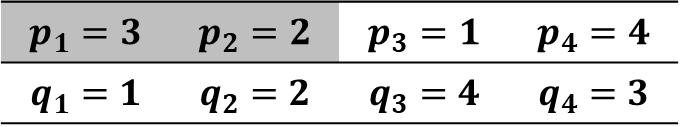 p₁ = 3 p₂ = 2 p₃ = 1 p₄ = 4
q₁ = 1 q₂ = 2 q₃ = 4 q₄ = 3